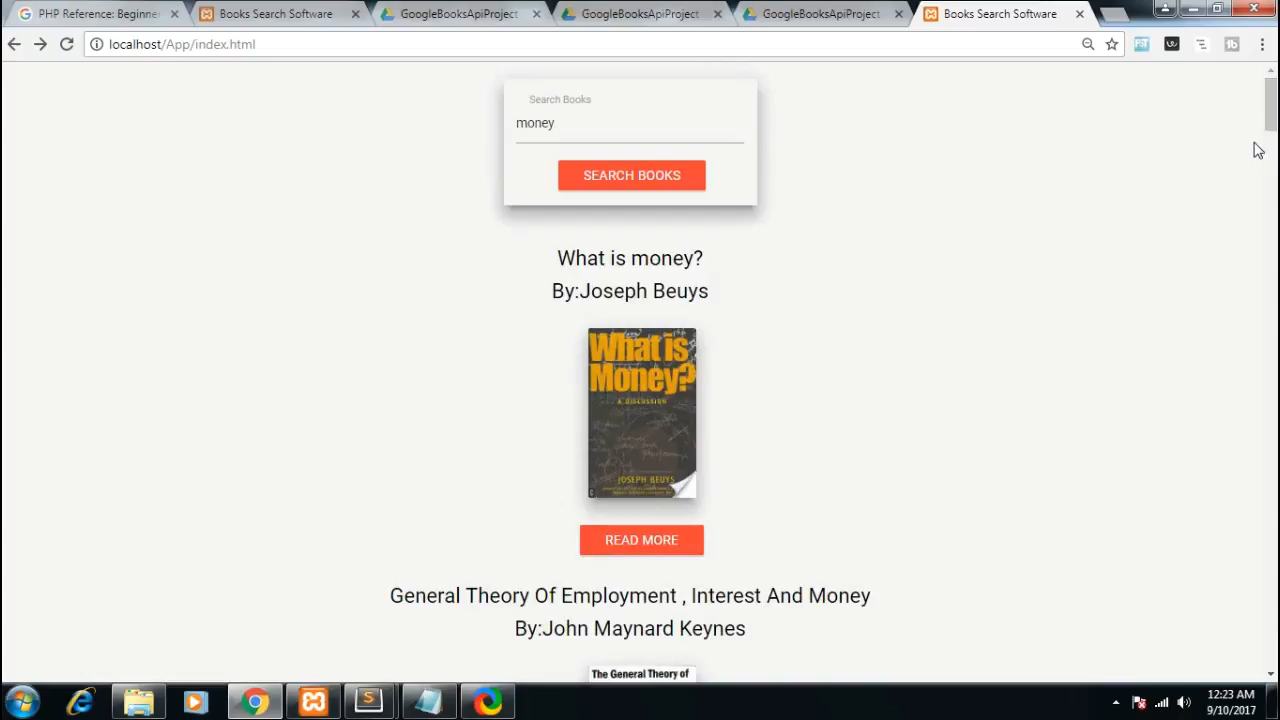 PHP Reference: Beginner
Books Search Software
GoogleBooksApiProject
GoogleBooksApiProject
GoogleBooksApiProject
Books Search Software
localhost/App/index.html
Search Books
money
SEARCH BOOKS
What is money?
By:Joseph Beuys
What is
Money?
A DISCUSSION
JOSEPH BEUYS
READ MORE
General Theory Of Employment , Interest And Money
By:John Maynard Keynes
The General Theory of
12:23 AM
9/10/2017